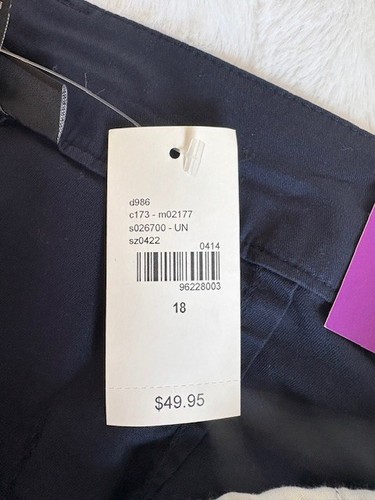 d986
c173 - m02177
s026700 - UN
sz0422
0414
96228003
18
$49.95